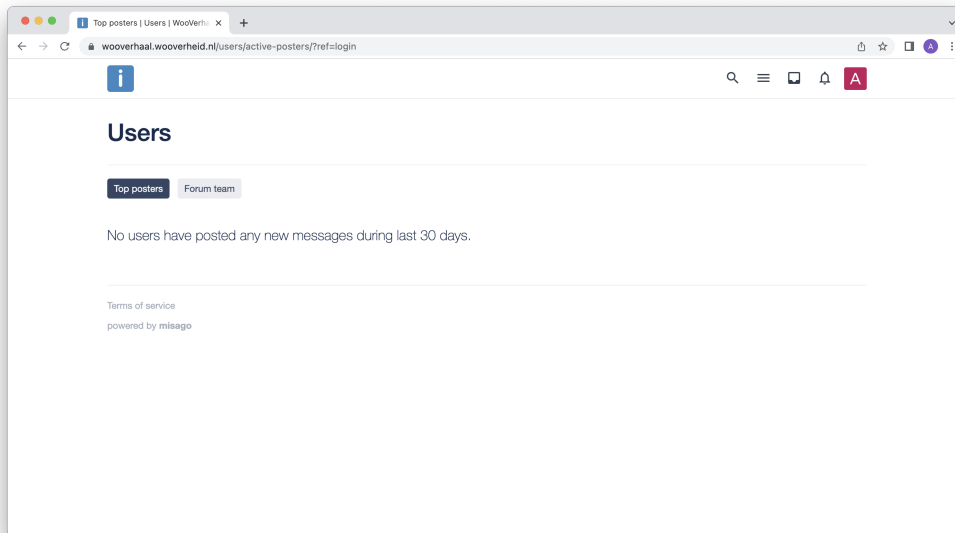 Top posters | Users | WooVerha
wooverhaal.wooverheid.nl/users/active-posters/?ref=login
A
i
A
Users
Top posters
Forum team
No users have posted any new messages during last 30 days.
Terms of service
powered by misago